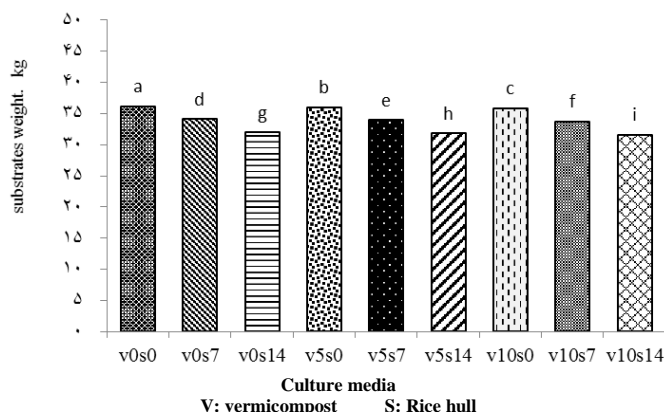 substrates weight. kg
۵۰
۴۵
۴۰
۳۵
۳۰
۲۵
۲۰
۱۵
۱۰
۵
۰
a d g b e h c f i
v0s0 v0s7 v0s14 v5s0 v5s7 v5s14 v10s0 v10s7 v10s14
Culture media
V: vermicompost S: Rice hull